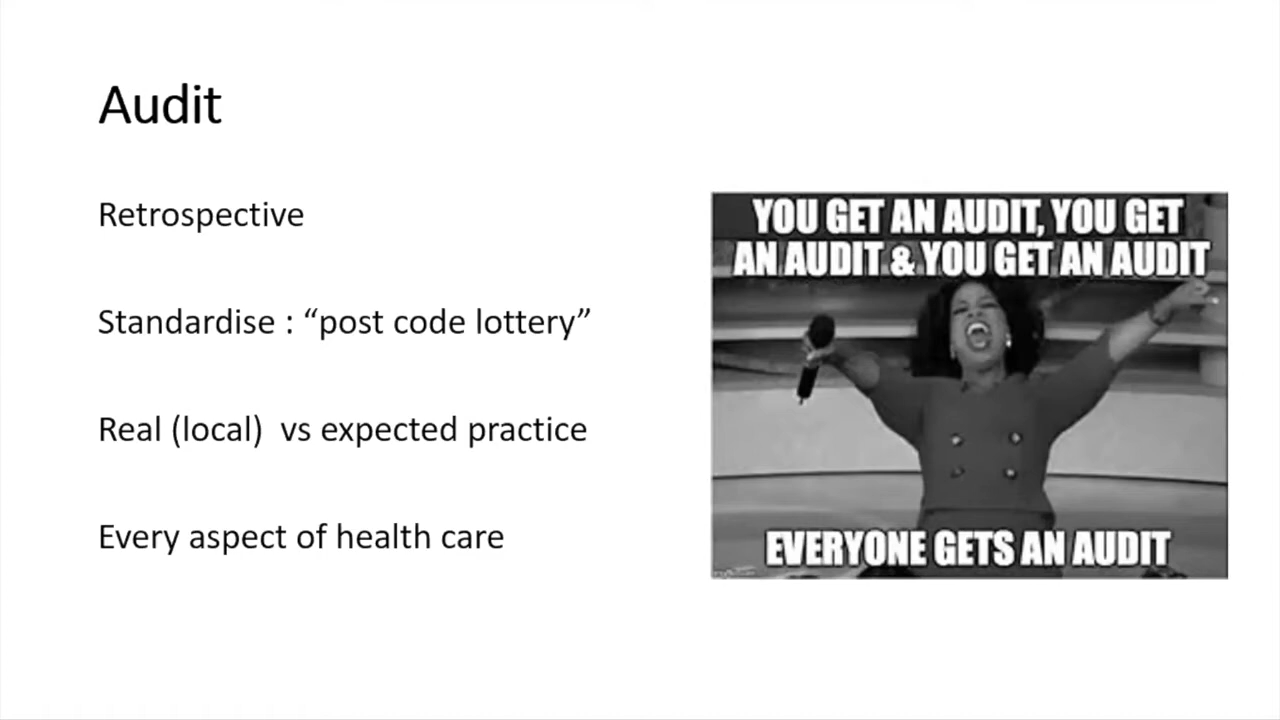 Audit
Retrospective
Standardise : “post code lottery”
Real (local)  vs expected practice
Every aspect of health care
YOU GET AN AUDIT, YOU GET
AN AUDIT & YOU GET AN AUDIT
EVERYONE GETS AN AUDIT